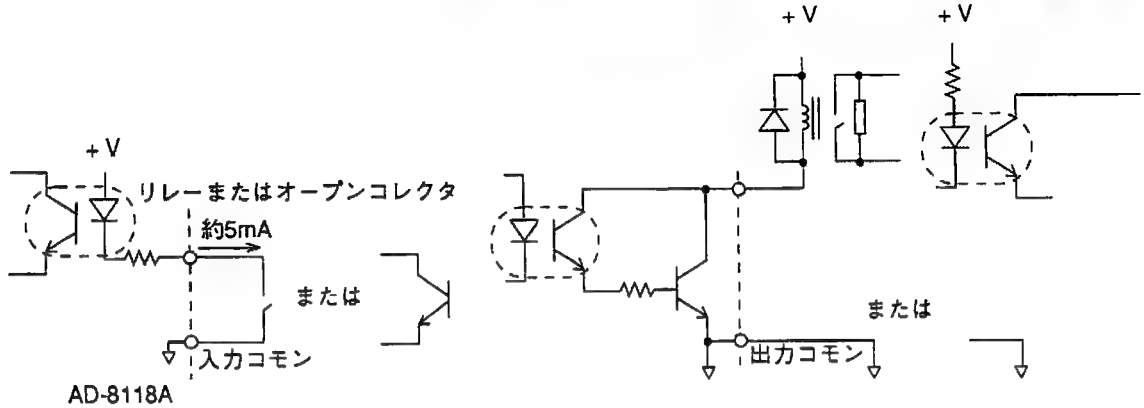 +V
+V
+V
リレーまたはオープンコレクタ
約5mA
または
または
入力コモン
出力コモン
AD-8118A